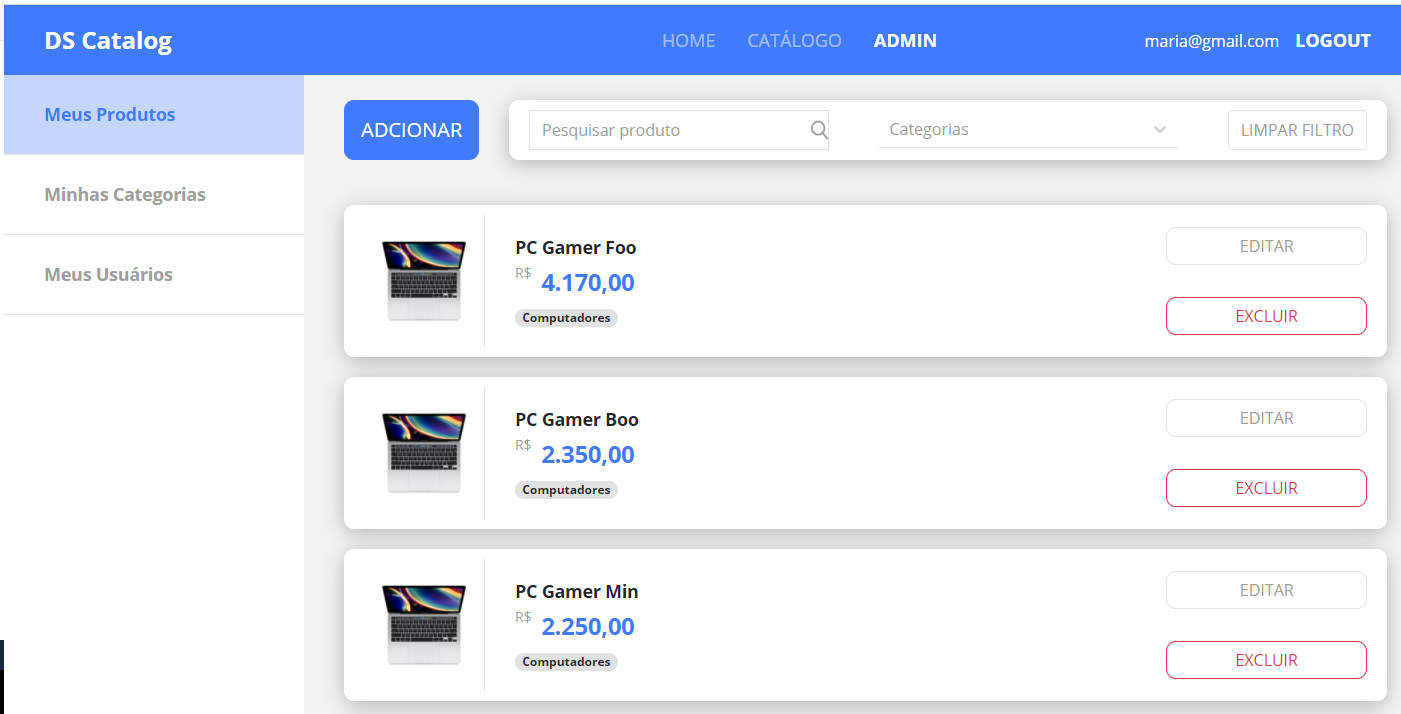 DS Catalog
HOME CATÁLOGO ADMIN
maria@gmail.com LOGOUT
Meus Produtos
Minhas Categorias
Meus Usuários
ADCIONAR
Pesquisar produto
Categorias
LIMPAR FILTRO
PC Gamer Foo
R$ 4.170,00
Computadores
EDITAR
EXCLUIR
PC Gamer Boo
R$ 2.350,00
Computadores
EDITAR
EXCLUIR
PC Gamer Min
R$ 2.250,00
Computadores
EDITAR
EXCLUIR